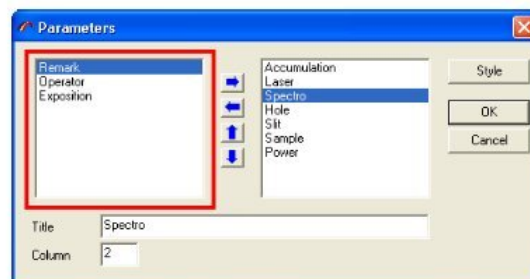 Parameters
Remark
Operator
Exposition
Accumulation
Laser
Spectro
Hole
Slit
Sample
Power
Style
OK
Cancel
Title
Spectro
Column
2